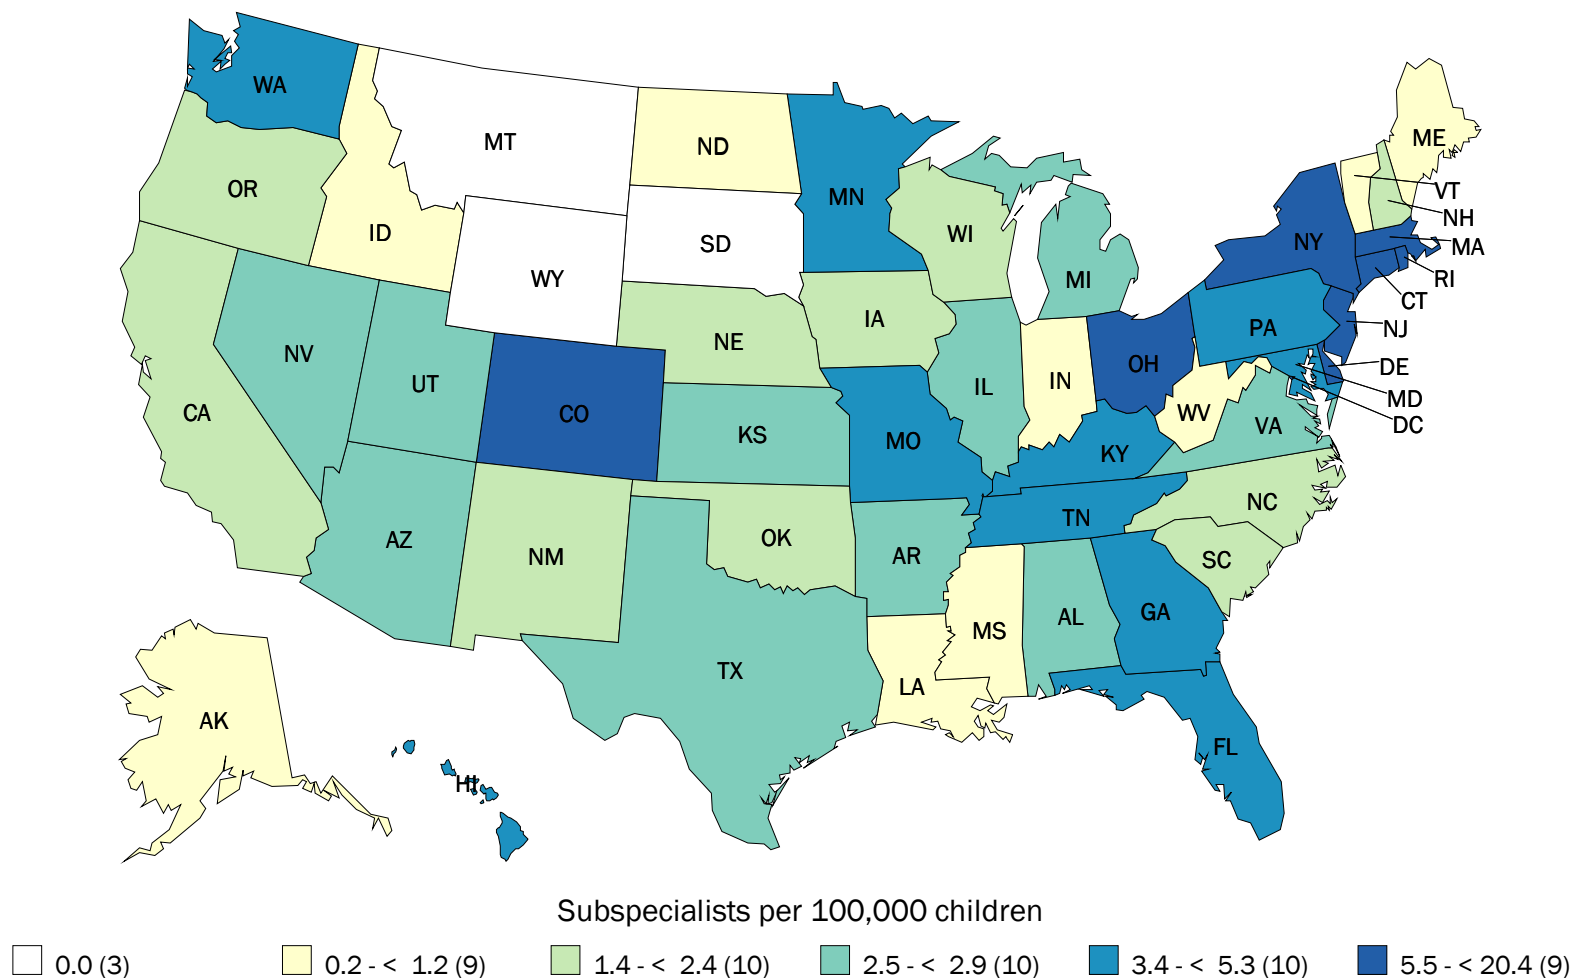 WA
MT
ND
MN
ME
OR
ID
SD
WI
VT
NH
NY
MA
WY
MI
RI
CT
IA
PA
NJ
NE
NV
UT
IL
IN
OH
DE
CO
MD
CA
KS
MO
WV
VA
DC
KY
NC
AZ
NM
OK
AR
TN
SC
MS
AL
GA
TX
LA
AK
FL
HI
Subspecialists per 100,000 children
0.0 (3) 0.2 - < 1.2 (9) 1.4 - < 2.4 (10) 2.5 - < 2.9 (10) 3.4 - < 5.3 (10) 5.5 - < 20.4 (9)